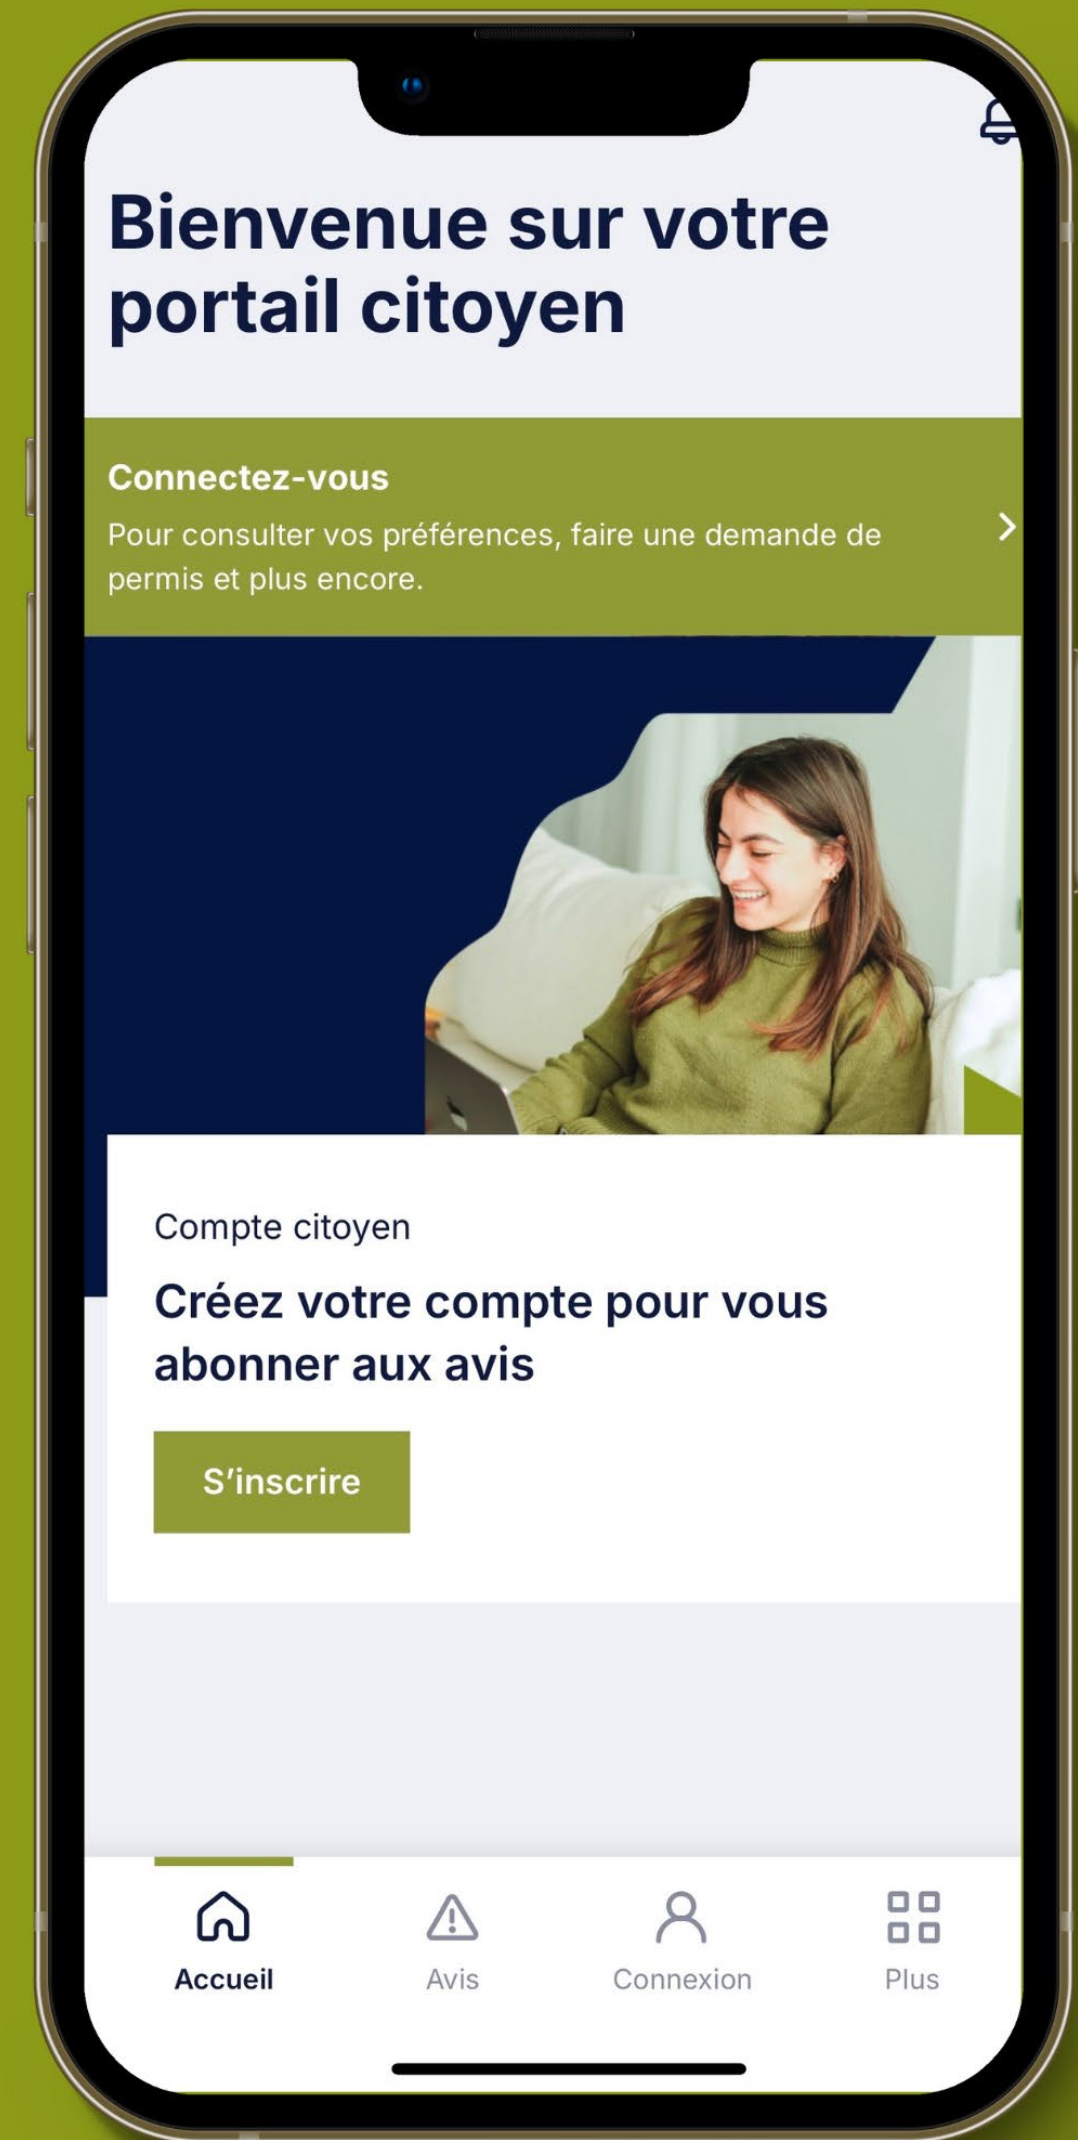 Bienvenue sur votre
portail citoyen
Connectez-vous
Pour consulter vos préférences, faire une demande de
permis et plus encore.
Compte citoyen
Créez votre compte pour vous
abonner aux avis
S’inscrire
Accueil
Avis
Connexion
Plus